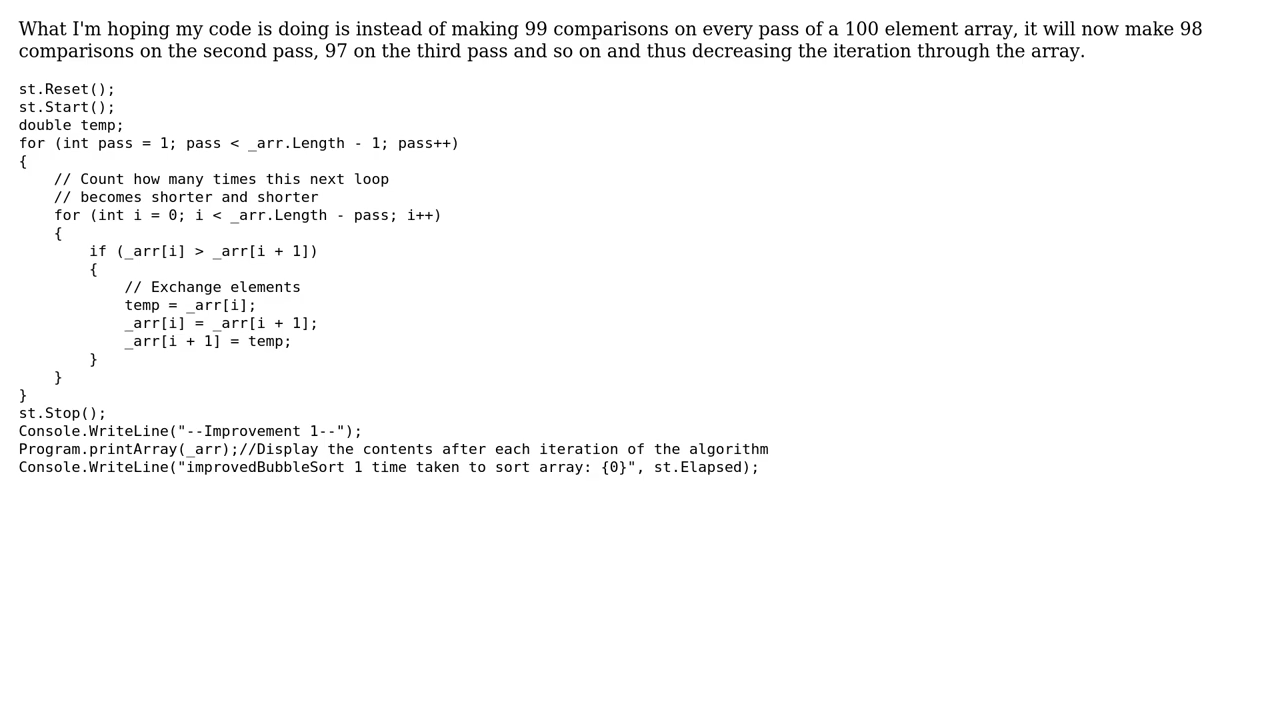 What I'm hoping my code is doing is instead of making 99 comparisons on every pass of a 100 element array, it will now make 98
comparisons on the second pass, 97 on the third pass and so on and thus decreasing the iteration through the array.
st.Reset();
st.Start();
double temp;
for (int pass = 1; pass < _arr.Length - 1; pass++)
{
    // Count how many times this next loop
    // becomes shorter and shorter
    for (int i = 0; i < _arr.Length - pass; i++)
    {
        if (_arr[i] > _arr[i + 1])
        {
            // Exchange elements
            temp = _arr[i];
            _arr[i] = _arr[i + 1];
            _arr[i + 1] = temp;
        }
    }
}
st.Stop();
Console.WriteLine("--Improvement 1--");
Program.printArray(_arr);//Display the contents after each iteration of the algorithm
Console.WriteLine("improvedBubbleSort 1 time taken to sort array: {0}", st.Elapsed);